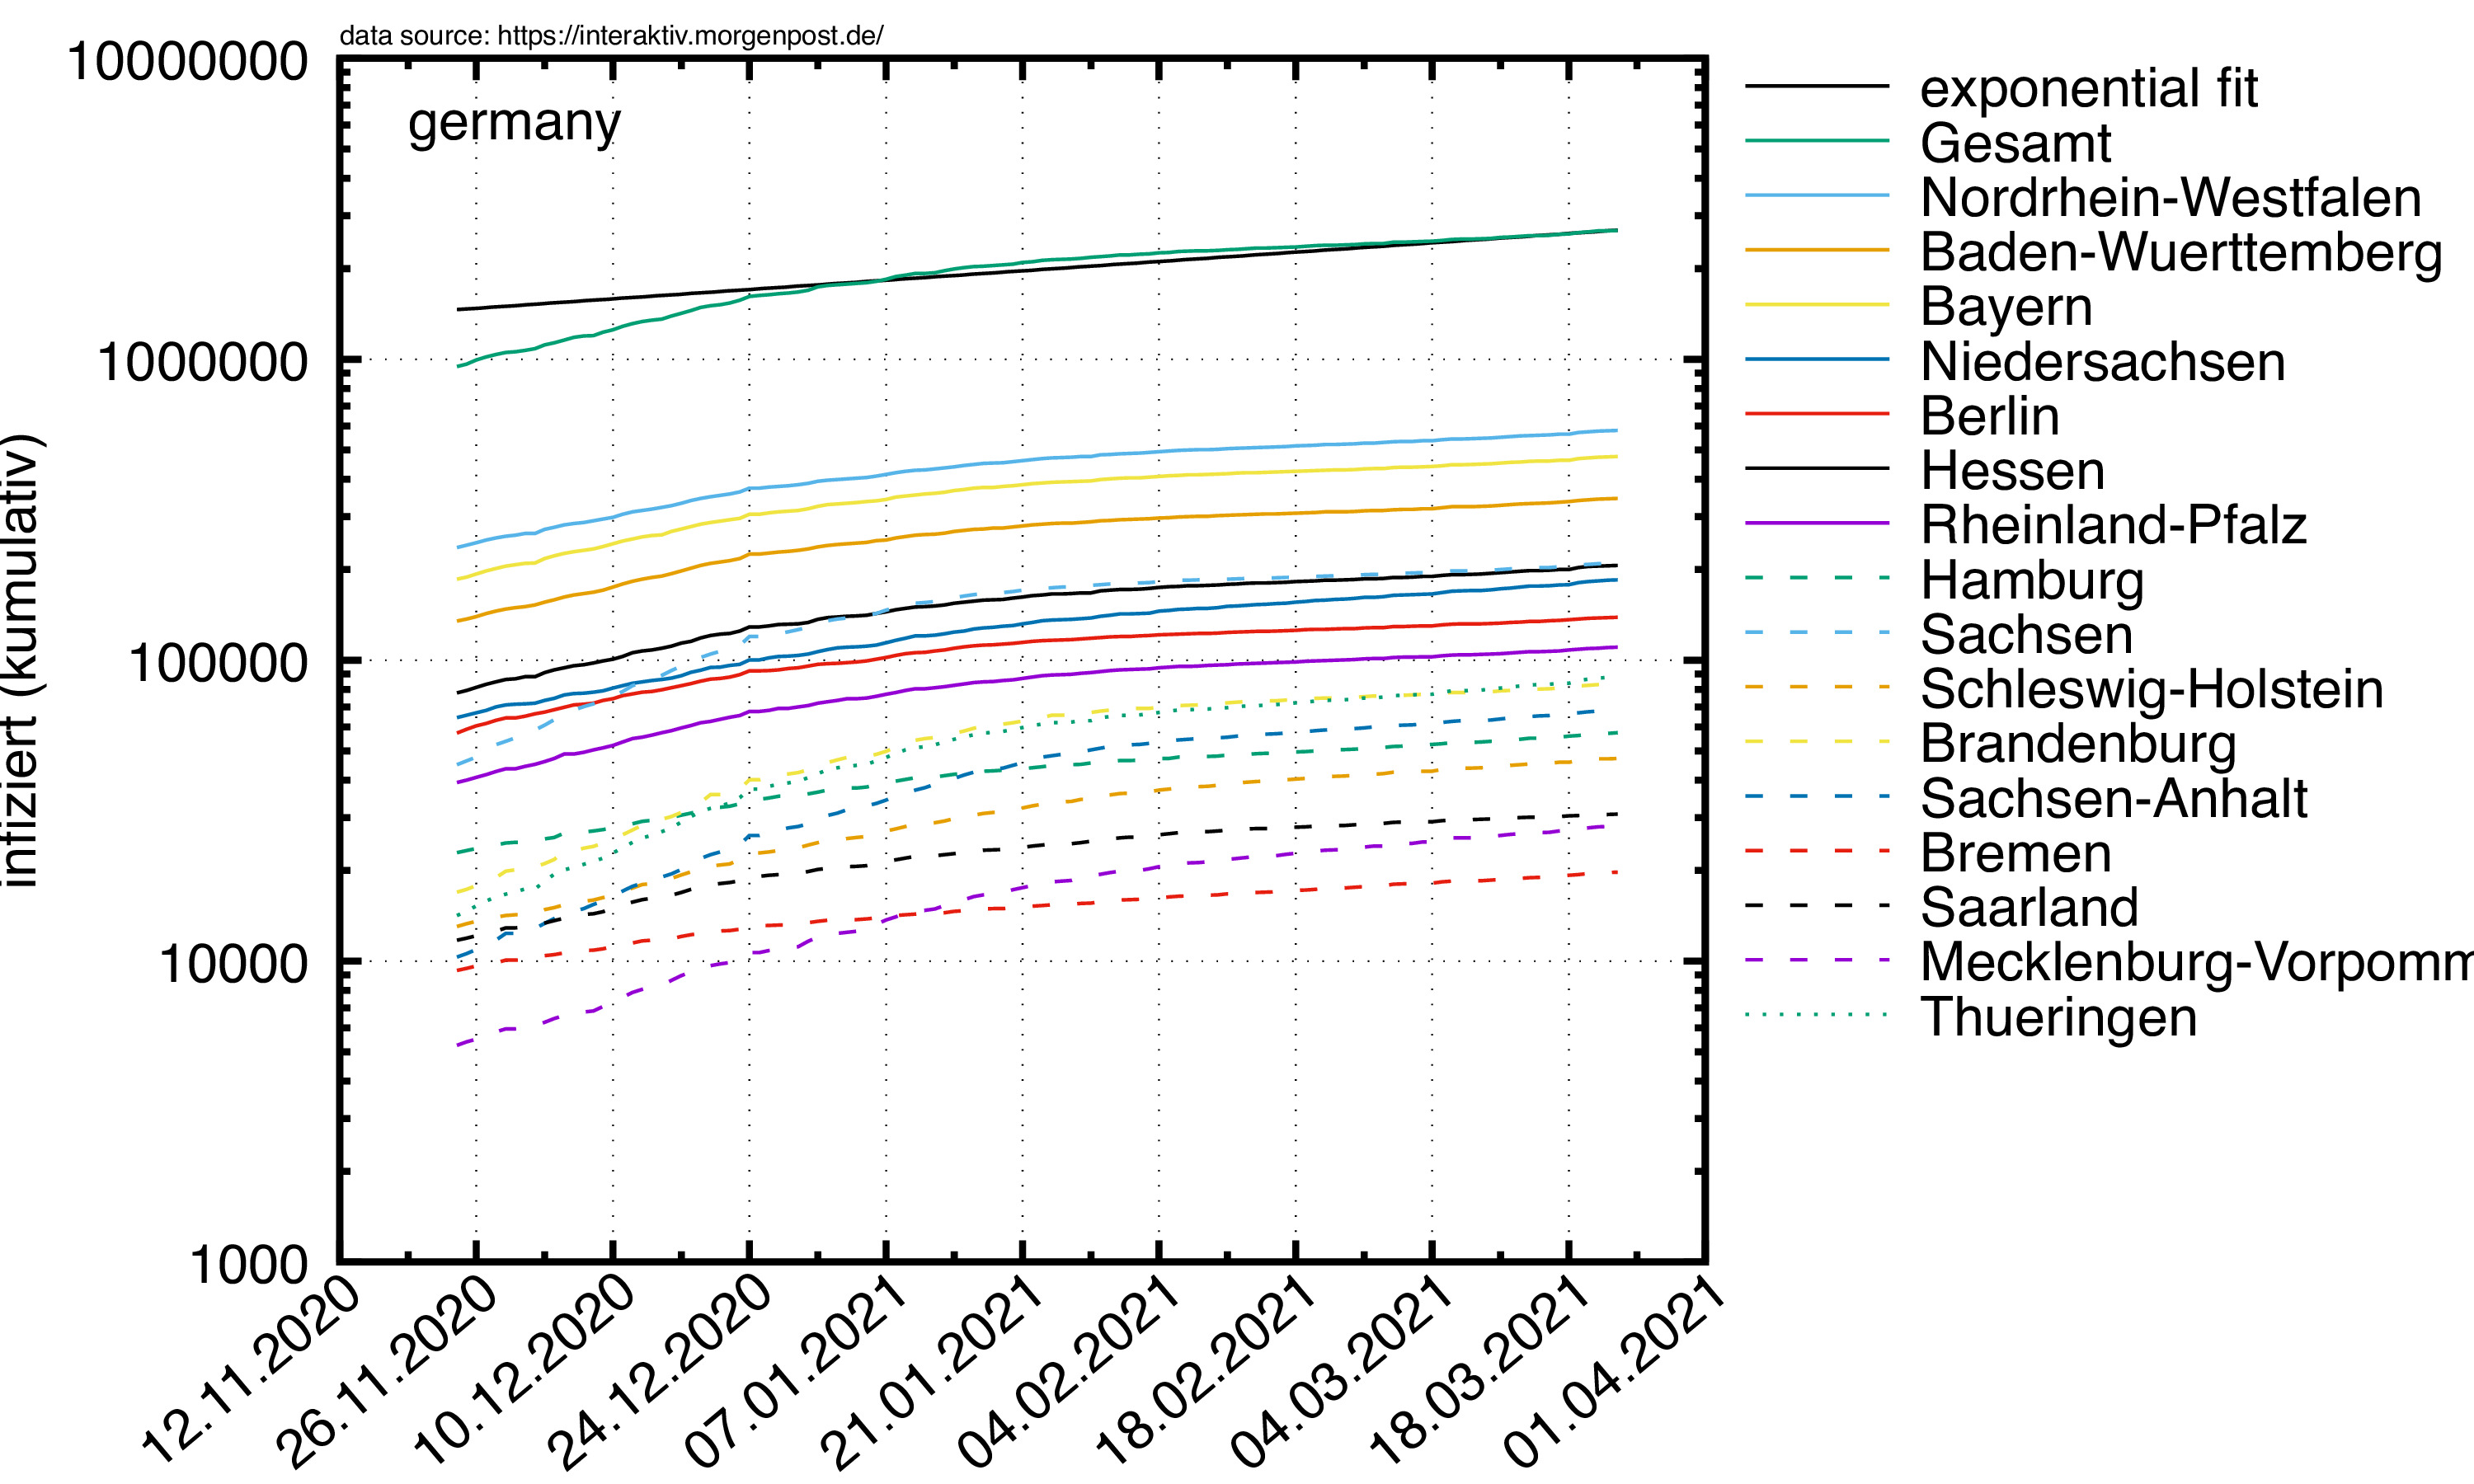 data source: https://interaktiv.morgenpost.de/
germany
infiziert (kumulativ)
10000000
1000000
100000
10000
1000
12.11.2020
26.11.2020
10.12.2020
24.12.2020
07.01.2021
21.01.2021
04.02.2021
18.02.2021
04.03.2021
18.03.2021
01.04.2021
exponential fit
Gesamt
Nordrhein-Westfalen
Baden-Wuerttemberg
Bayern
Niedersachsen
Berlin
Hessen
Rheinland-Pfalz
Hamburg
Sachsen
Schleswig-Holstein
Brandenburg
Sachsen-Anhalt
Bremen
Saarland
Mecklenburg-Vorpomm
Thueringen